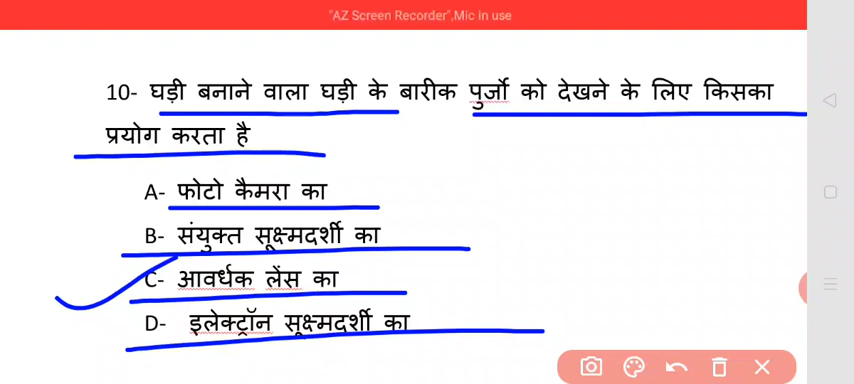 "AZ Screen Recorder",Mic in use
10- घड़ी बनाने वाला घड़ी के बारीक पुर्जो को देखने के लिए किसका
प्रयोग करता है
A- फोटो कैमरा का
B- संयुक्त सूक्ष्मदर्शी का
C- आवर्धक लेंस का
D- इलेक्ट्रॉन सूक्ष्मदर्शी का